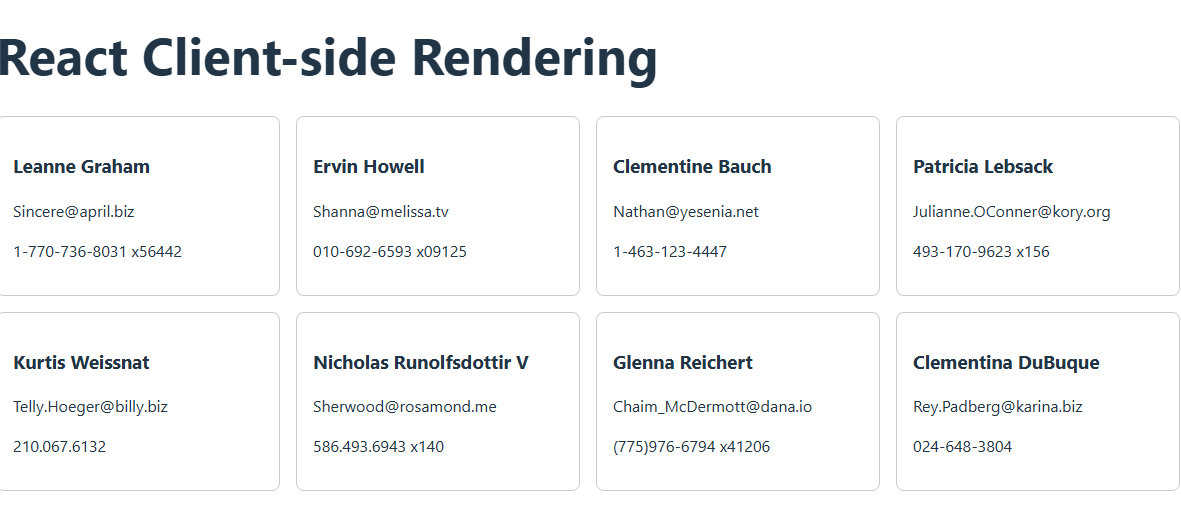 React Client-side Rendering
Leanne Graham
Sincere@april.biz
1-770-736-8031 x56442
Ervin Howell
Shanna@melissa.tv
010-692-6593 x09125
Clementine Bauch
Nathan@yesenia.net
1-463-123-4447
Patricia Lebsack
Julianne.OConner@kory.org
493-170-9623 x156
Kurtis Weissnat
Telly.Hoeger@billy.biz
210.067.6132
Nicholas Runolfsdottir V
Sherwood@rosamond.me
586.493.6943 x140
Glenna Reichert
Chaim_McDermott@dana.io
(775)976-6794 x41206
Clementina DuBuque
Rey.Padberg@karina.biz
024-648-3804